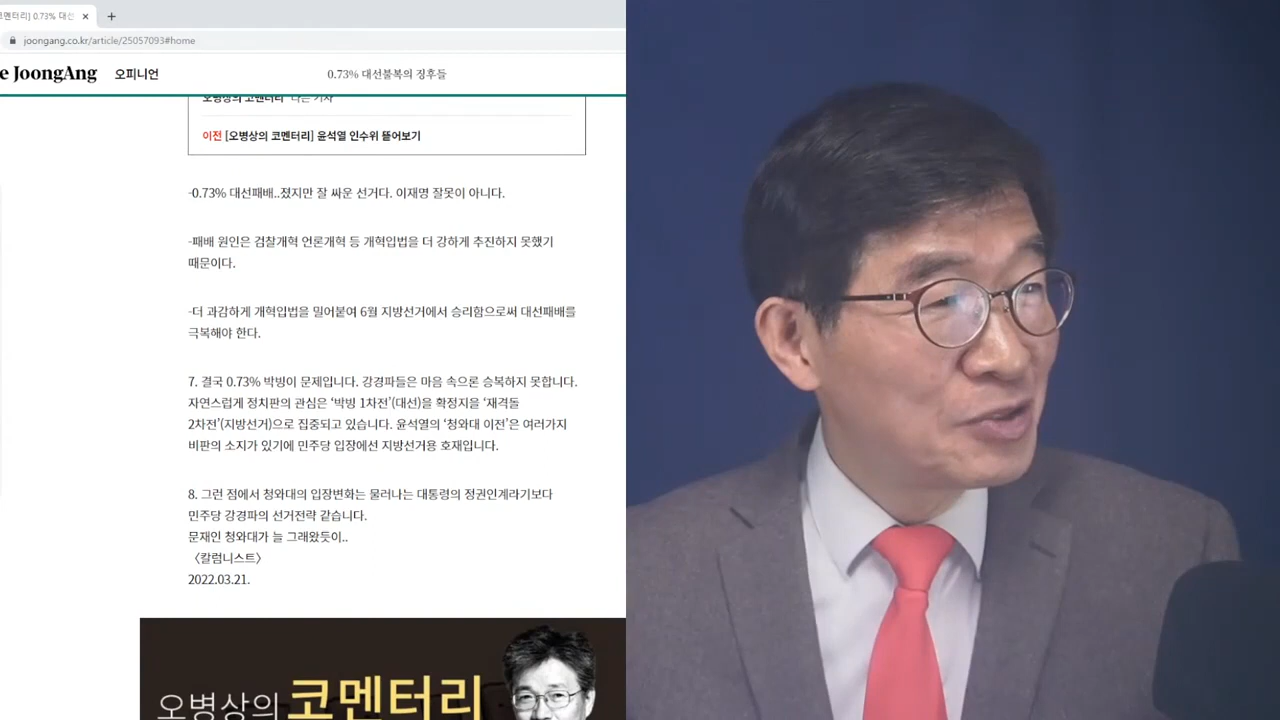 코멘터리] 0.73% 대선
joongang.co.kr/article/25057093#home
e JoongAng 오피니언 0.73% 대선불복의 징후들
오병상의 코멘터리 다른 기사
이전 [오병상의 코멘터리] 윤석열 인수위 뜯어보기
-0.73% 대선패배..졌지만 잘 싸운 선거다. 이재명 잘못이 아니다.
-패배 원인은 검찰개혁 언론개혁 등 개혁입법을 더 강하게 추진하지 못했기
때문이다.
-더 과감하게 개혁입법을 밀어붙여 6월 지방선거에서 승리함으로써 대선패배를
극복해야 한다.
7. 결국 0.73% 박빙이 문제입니다. 강경파들은 마음 속으론 승복하지 못합니다.
자연스럽게 정치판의 관심은 ‘박빙 1차전’(대선)을 확정지을 ‘재격돌
2차전’(지방선거)으로 집중되고 있습니다. 윤석열의 ‘청와대 이전’은 여러가지
비판의 소지가 있기에 민주당 입장에선 지방선거용 호재입니다.
8. 그런 점에서 청와대의 입장변화는 물러나는 대통령의 정권인계라기보다
민주당 강경파의 선거전략 같습니다.
문재인 청와대가 늘 그래왔듯이..
〈칼럼니스트〉
2022.03.21.
오병상의 코멘터리